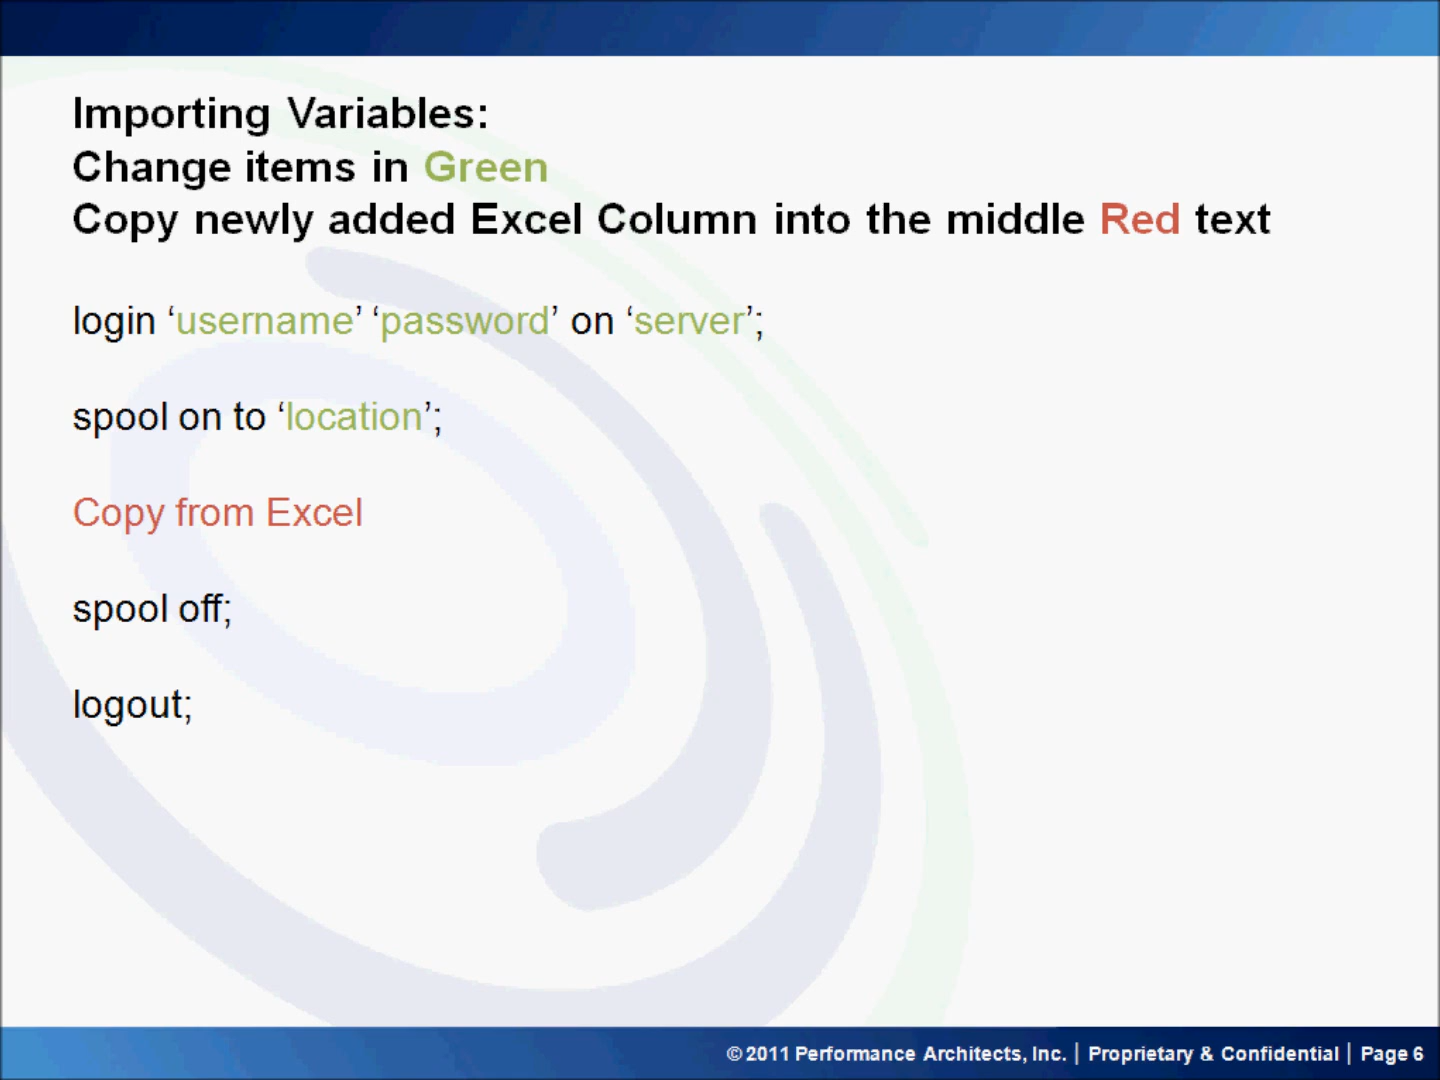 Importing Variables:
Change items in Green
Copy newly added Excel Column into the middle Red text
login ‘username’ ‘password’ on ‘server’;
spool on to ‘location’;
Copy from Excel
spool off;
logout;
© 2011 Performance Architects, Inc. | Proprietary & Confidential | Page 6